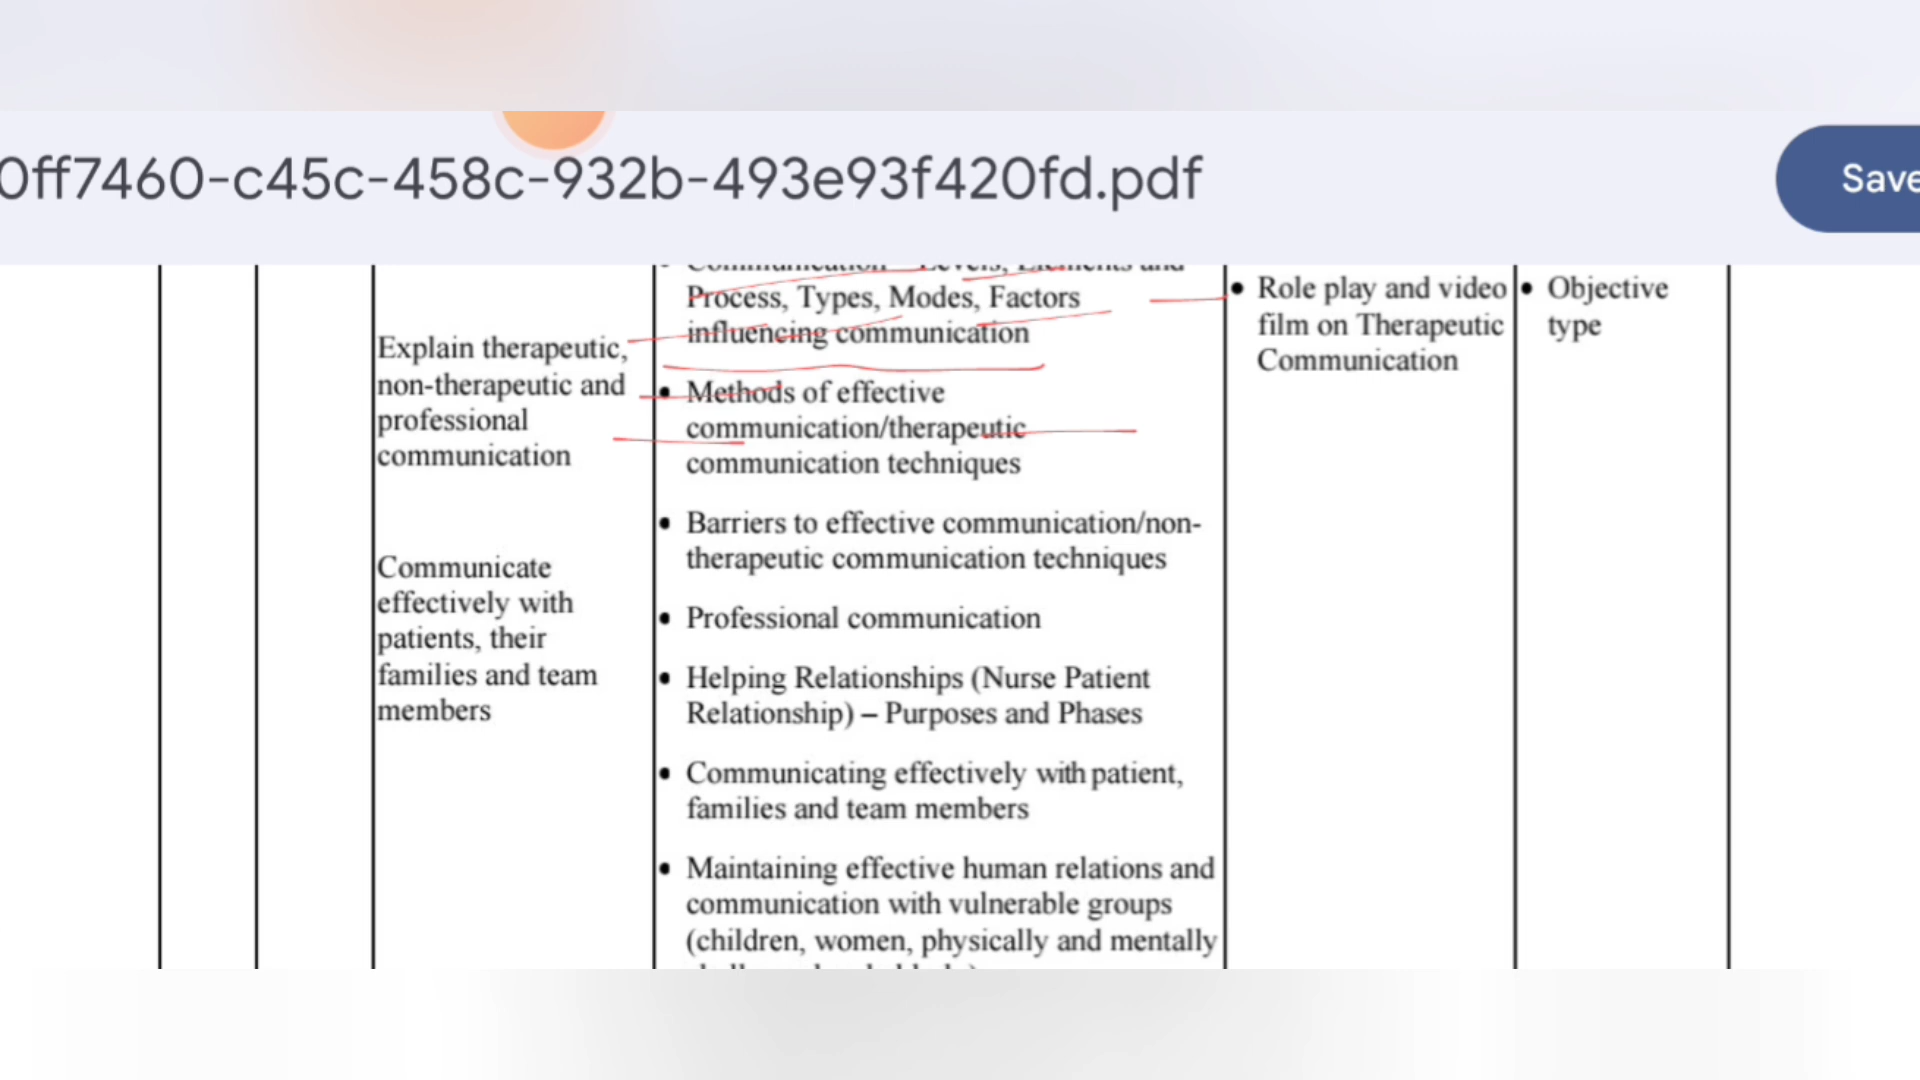 0ff7460-c45c-458c-932b-493e93f420fd.pdf
Save
Communication – Levels, Elements and
Process, Types, Modes, Factors
influencing communication
Role play and video
film on Therapeutic
Communication
Objective
type
Explain therapeutic,
non-therapeutic and
professional
communication
Methods of effective
communication/therapeutic
communication techniques
Barriers to effective communication/non-
therapeutic communication techniques
Communicate
effectively with
patients, their
families and team
members
Professional communication
Helping Relationships (Nurse Patient
Relationship) – Purposes and Phases
Communicating effectively with patient,
families and team members
Maintaining effective human relations and
communication with vulnerable groups
(children, women, physically and mentally